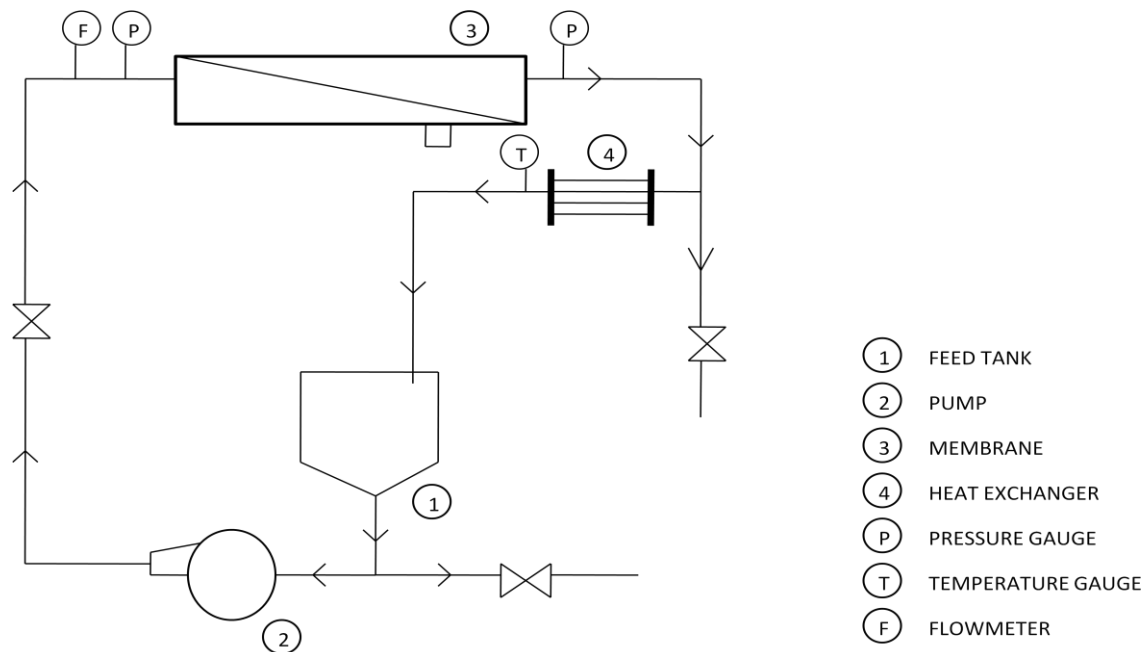 F
P
3
P
T
4
1
2
1 FEED TANK
2 PUMP
3 MEMBRANE
4 HEAT EXCHANGER
P PRESSURE GAUGE
T TEMPERATURE GAUGE
F FLOWMETER